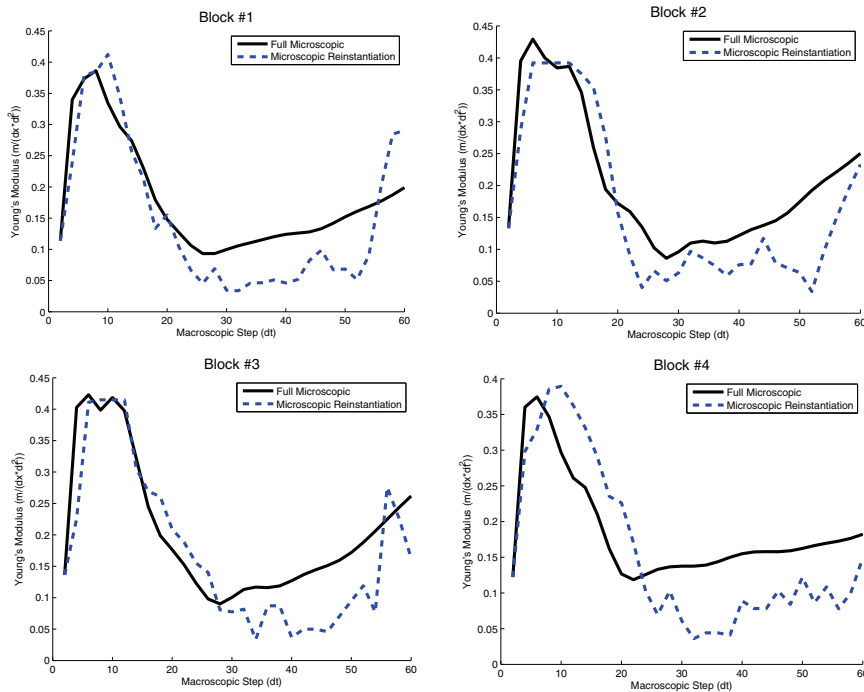 Block #1
Full Microscopic
Microscopic Reinstantiation
0.45
0.4
0.35
0.3
0.25
0.2
0.15
0.1
0.05
0
Young's Modulus (m/(dx*df²))
0 10 20 30 40 50 60
Macroscopic Step (dt)
Block #2
Full Microscopic
Microscopic Reinstantiation
0.45
0.4
0.35
0.3
0.25
0.2
0.15
0.1
0.05
0
Young's Modulus (m/(dx*df²))
0 10 20 30 40 50 60
Macroscopic Step (dt)
Block #3
Full Microscopic
Microscopic Reinstantiation
0.45
0.4
0.35
0.3
0.25
0.2
0.15
0.1
0.05
0
Young's Modulus (m/(dx*df²))
0 10 20 30 40 50 60
Macroscopic Step (dt)
Block #4
Full Microscopic
Microscopic Reinstantiation
0.4
0.35
0.3
0.25
0.2
0.15
0.1
0.05
0
Young's Modulus (m/(dx*df²))
0 10 20 30 40 50 60
Macroscopic Step (dt)